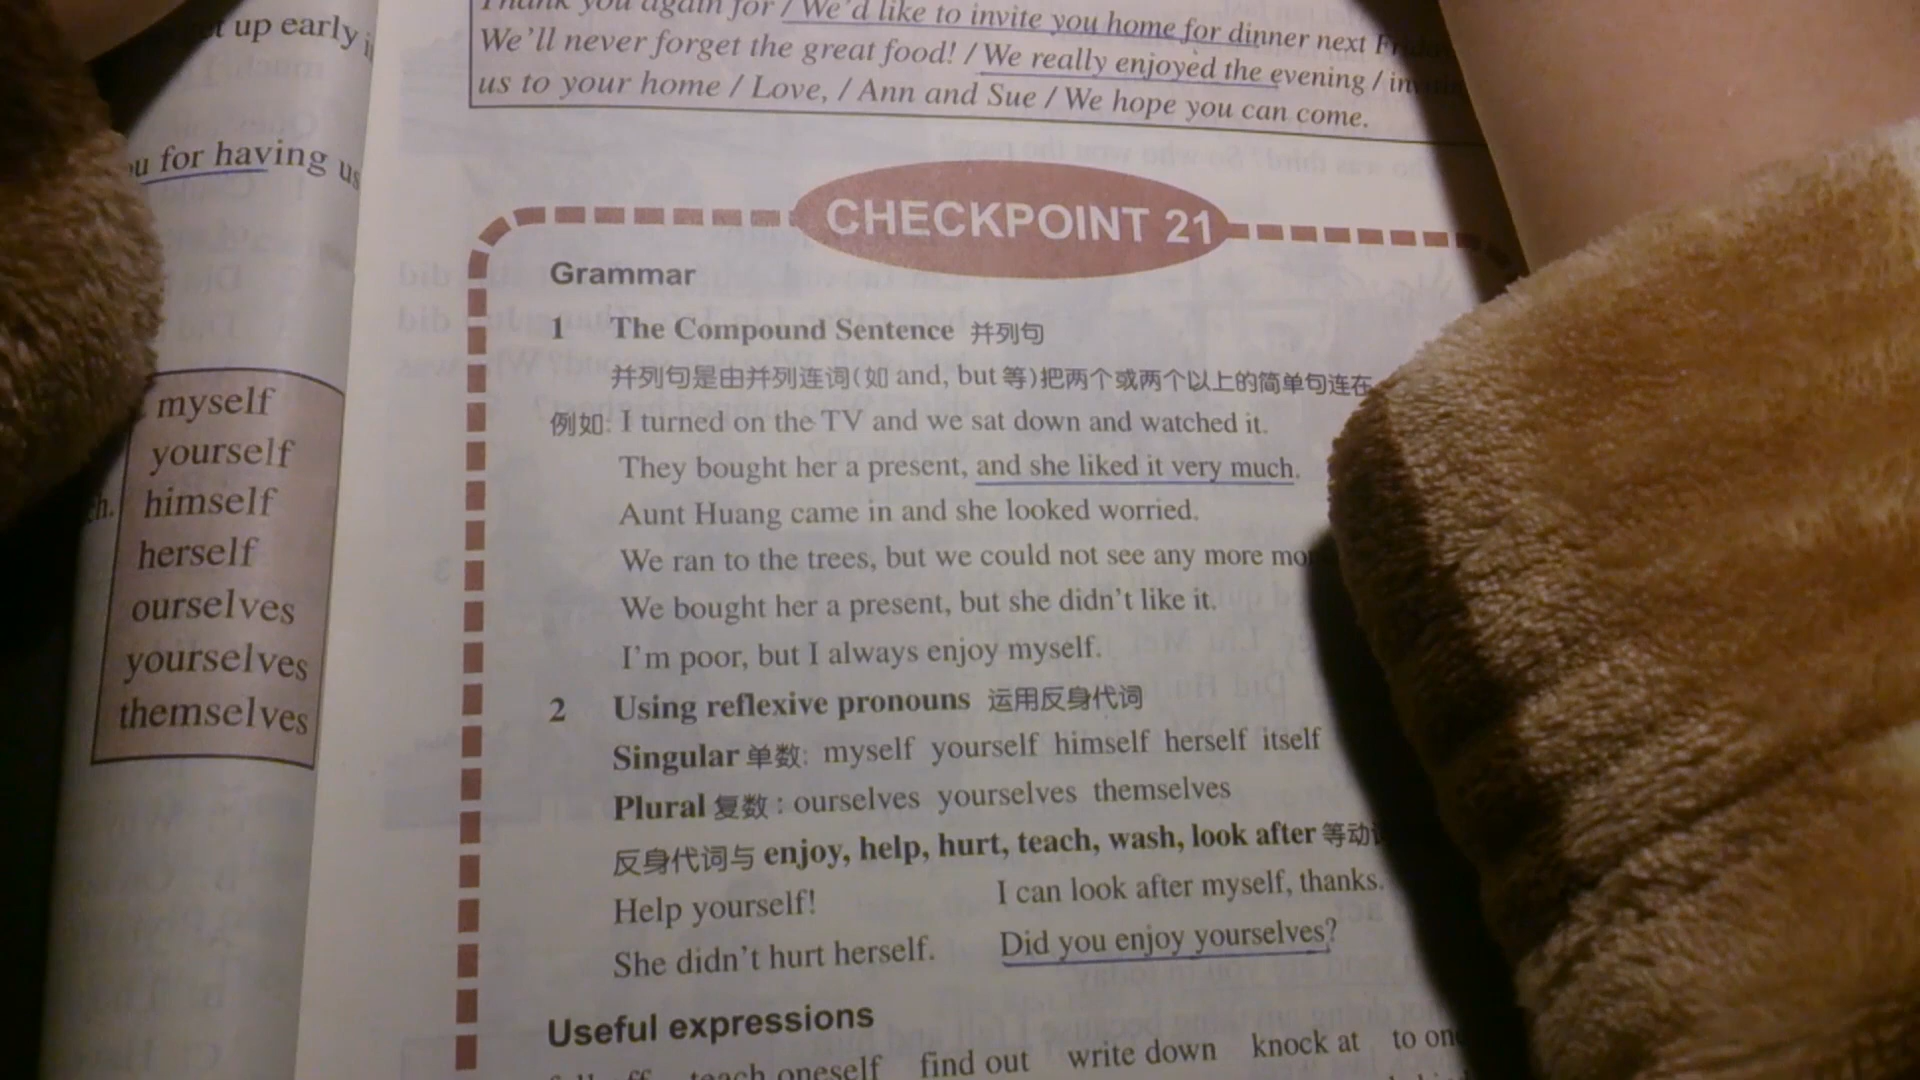 up early
for having us
myself
yourself
himself
herself
ourselves
yourselves
themselves
Thank you again for / We'd like to invite you home for dinner next
We'll never forget the great food! / We really enjoyed the evening /
us to your home / Love, / Ann and Sue / We hope you can come.
CHECKPOINT 21
Grammar
1 The Compound Sentence 并列句
并列句是由并列连词(如 and, but 等)把两个或两个以上的简单句连在
例如: I turned on the TV and we sat down and watched it.
They bought her a present, and she liked it very much.
Aunt Huang came in and she looked worried.
We ran to the trees, but we could not see any more
We bought her a present, but she didn't like it.
I'm poor, but I always enjoy myself.
2 Using reflexive pronouns 运用反身代词
Singular 单数: myself yourself himself herself itself
Plural 复数: ourselves yourselves themselves
反身代词与 enjoy, help, hurt, teach, wash, look after 等动
Help yourself! I can look after myself, thanks.
She didn't hurt herself. Did you enjoy yourselves?
Useful expressions
teach oneself find out write down knock at to